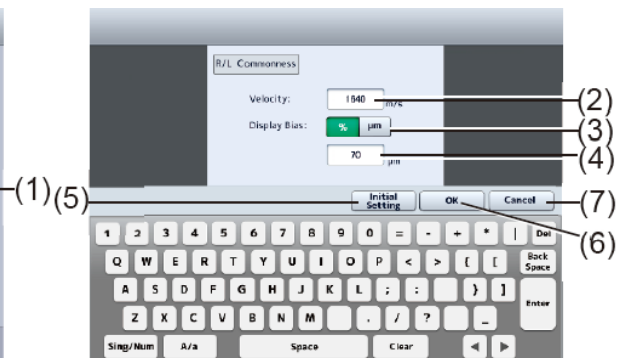 R/L Commonness
Velocity: 1640 m/s (2)
Display Bias: % µm (3)
70 µm (4)
(1) (5) Initial Setting OK Cancel (7)
(6)
1 2 3 4 5 6 7 8 9 0 = - + * | Del
Q W E R T Y U I O P < > { [ Back Space
A S D F G H J K L ; : } ] Enter
Z X C V B N M . / ? _
Sing/Num A/a Space Clear ◀ ▶